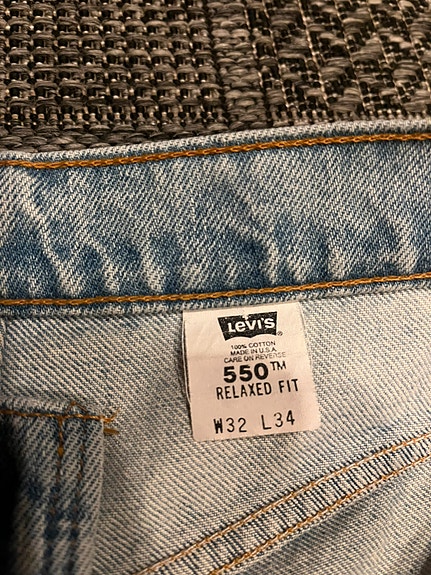 Levi's ®
100% COTTON
MADE IN U.S.A.
CARE ON REVERSE
550™
RELAXED FIT
W32 L34